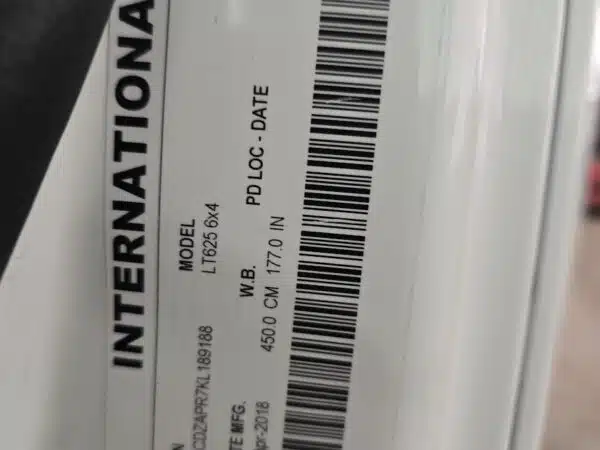 INTERNATIONA
N MODEL
CDZAPR7KL189188 LT625 6x4
TE MFG. W.B. PD LOC - DATE
pr-2018 450.0 CM 177.0 IN